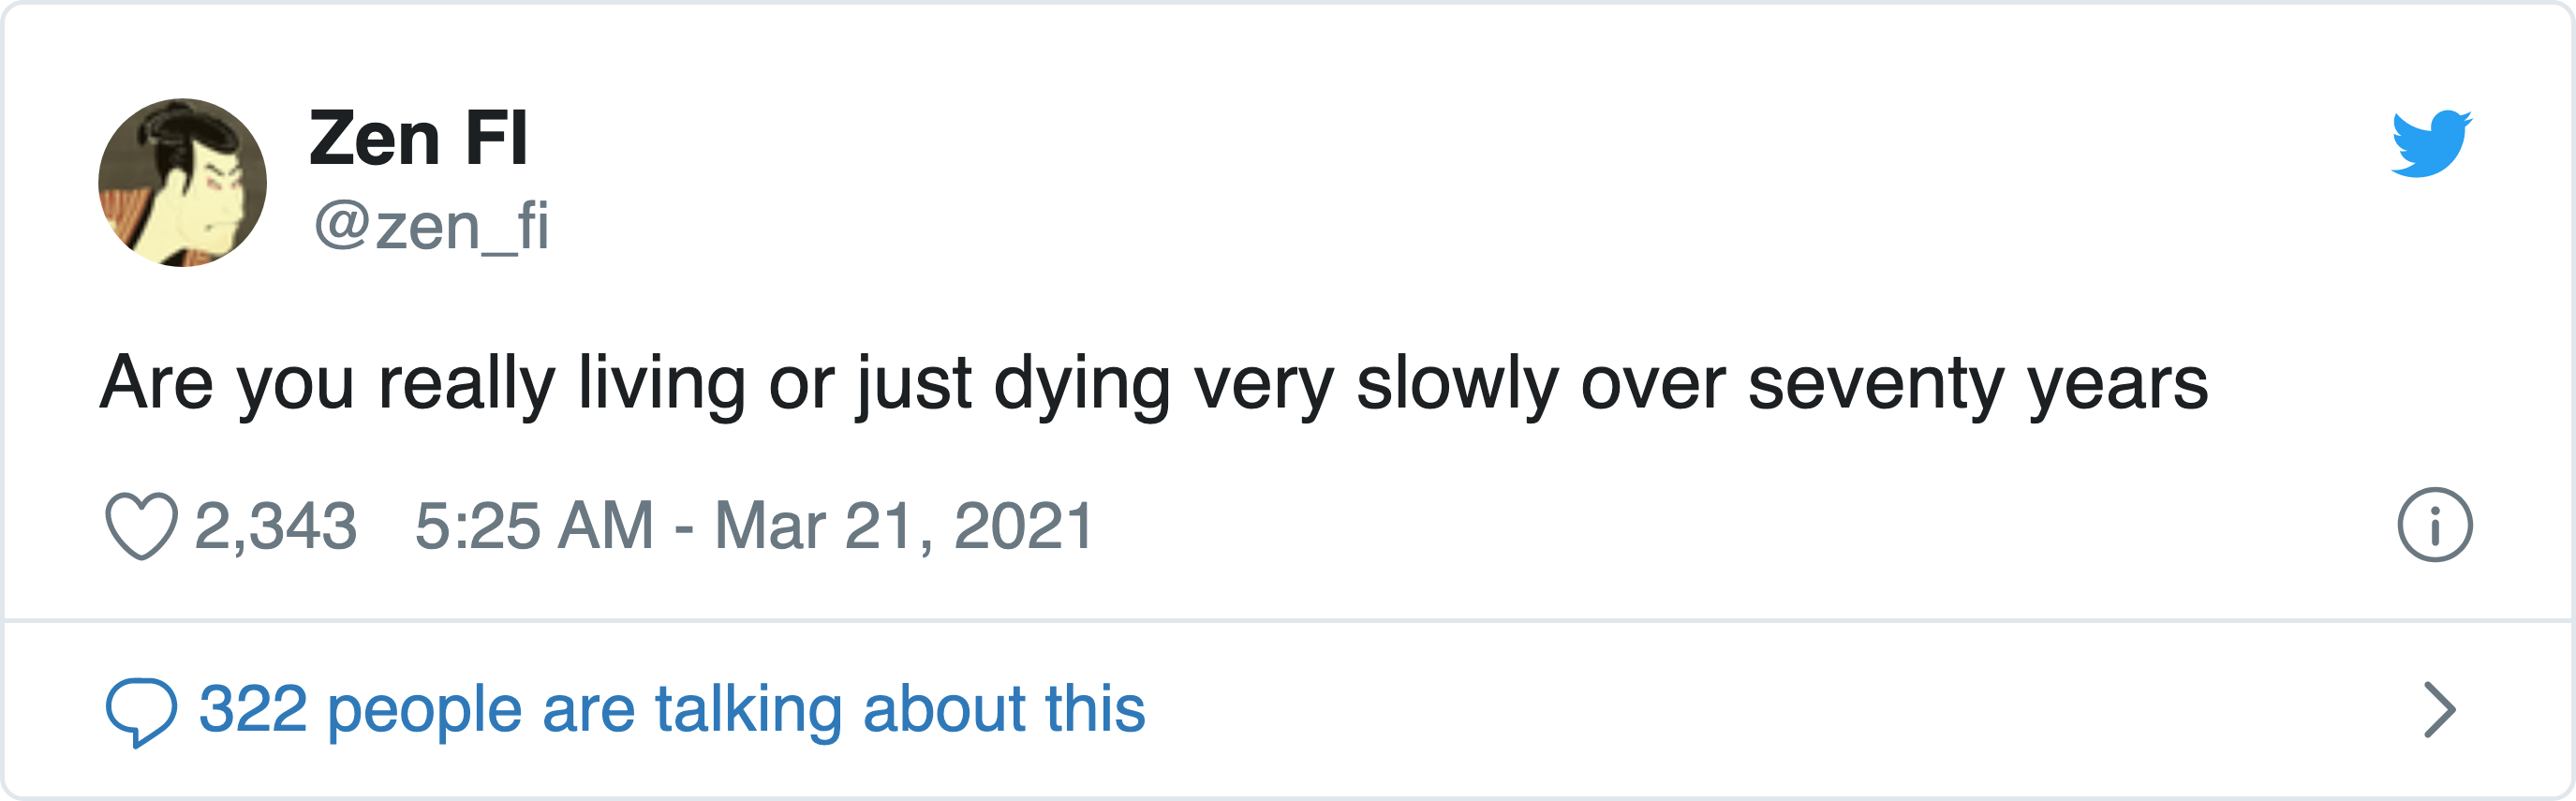 Zen FI
@zen_fi
Are you really living or just dying very slowly over seventy years
2,343 5:25 AM - Mar 21, 2021
322 people are talking about this